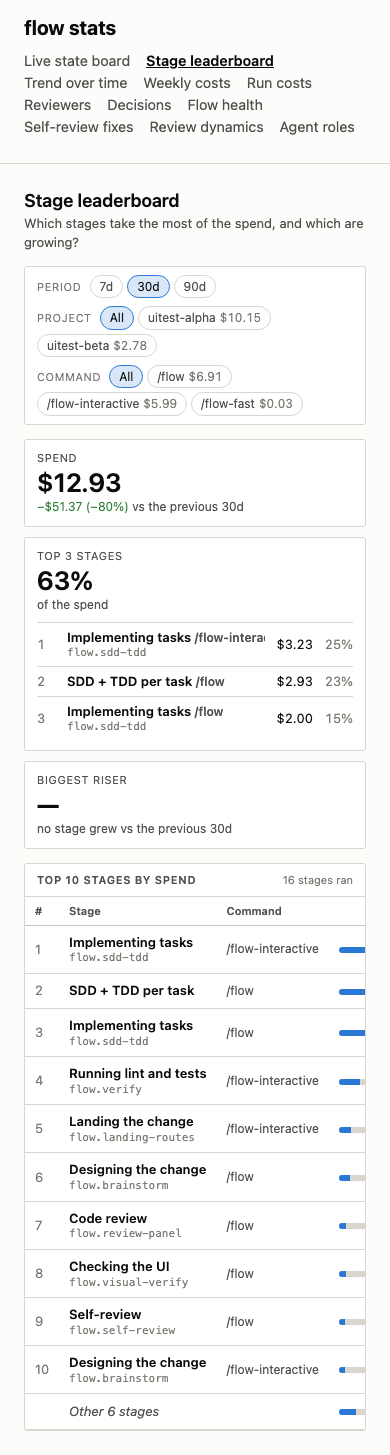 flow stats
Live state board Stage leaderboard
Trend over time Weekly costs Run costs
Reviewers Decisions Flow health
Self-review fixes Review dynamics Agent roles
Stage leaderboard
Which stages take the most of the spend, and which are
growing?
PERIOD 7d 30d 90d
PROJECT All uitest-alpha $10.15
uitest-beta $2.78
COMMAND All /flow $6.91
/flow-interactive $5.99 /flow-fast $0.03
SPEND
$12.93
−$51.37 (−80%) vs the previous 30d
TOP 3 STAGES
63%
of the spend
1 Implementing tasks /flow-intera $3.23 25%
flow.sdd-tdd
2 SDD + TDD per task /flow $2.93 23%
3 Implementing tasks /flow $2.00 15%
flow.sdd-tdd
BIGGEST RISER
—
no stage grew vs the previous 30d
TOP 10 STAGES BY SPEND 16 stages ran
# Stage Command
1 Implementing tasks /flow-interactive
flow.sdd-tdd
2 SDD + TDD per task /flow
3 Implementing tasks /flow
flow.sdd-tdd
4 Running lint and tests /flow-interactive
flow.verify
5 Landing the change /flow-interactive
flow.landing-routes
6 Designing the change /flow
flow.brainstorm
7 Code review /flow
flow.review-panel
8 Checking the UI /flow
flow.visual-verify
9 Self-review /flow
flow.self-review
10 Designing the change /flow-interactive
flow.brainstorm
Other 6 stages